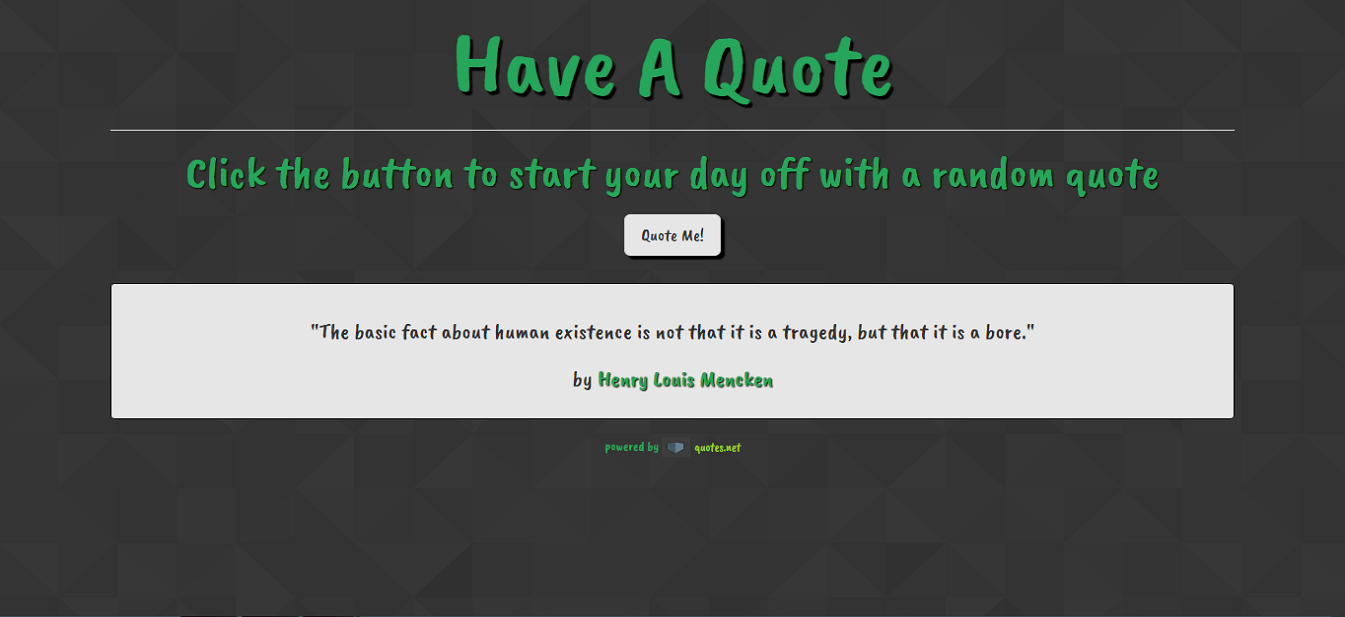 Have A Quote
Click the button to start your day off with a random quote
Quote Me!
"The basic fact about human existence is not that it is a tragedy, but that it is a bore."
by Henry Louis Mencken
powered by quotes.net